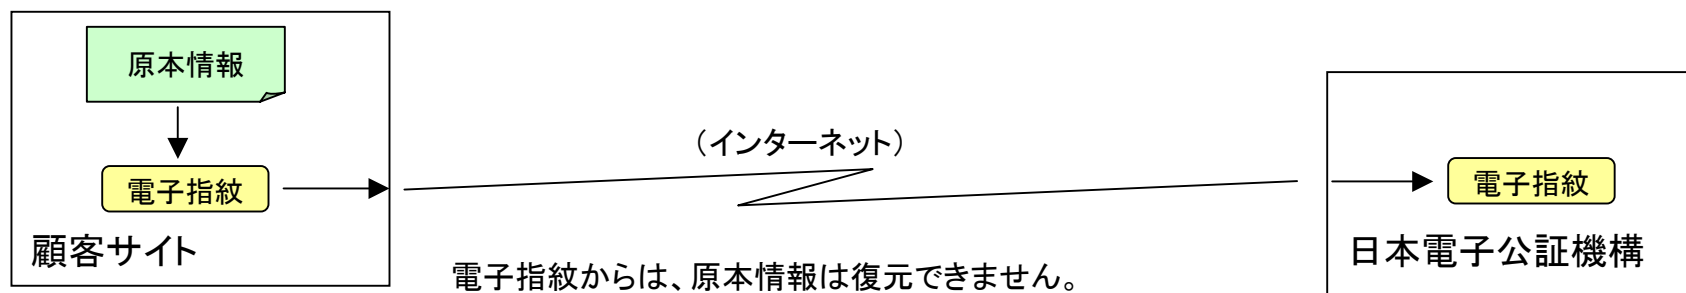 原本情報
(インターネット)
電子指紋
電子指紋
顧客サイト
日本電子公証機構
電子指紋からは、原本情報は復元できません。